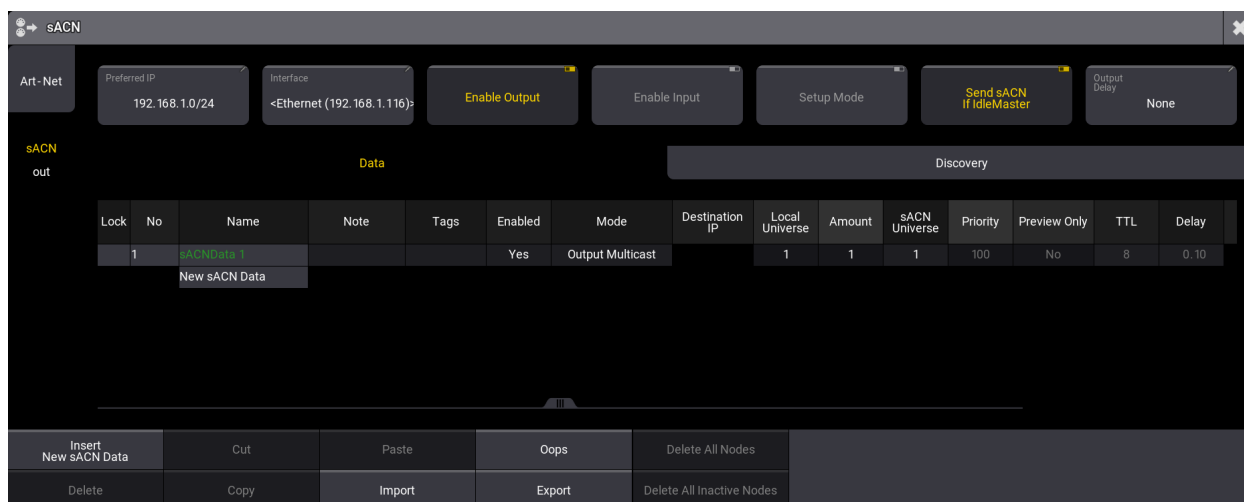 sACN
Art-Net
Preferred IP
192.168.1.0/24
Interface
<Ethernet (192.168.1.116)>
Enable Output
Enable Input
Setup Mode
Send sACN
If IdleMaster
Output
Delay
None
sACN
out
Data
Discovery
Lock No Name Note Tags Enabled Mode Destination IP Local Universe Amount sACN Universe Priority Preview Only TTL Delay
1 sACNData 1 Yes Output Multicast 1 1 1 100 No 8 0.10
New sACN Data
Insert
New sACN Data
Cut
Paste
Oops
Delete All Nodes
Delete
Copy
Import
Export
Delete All Inactive Nodes